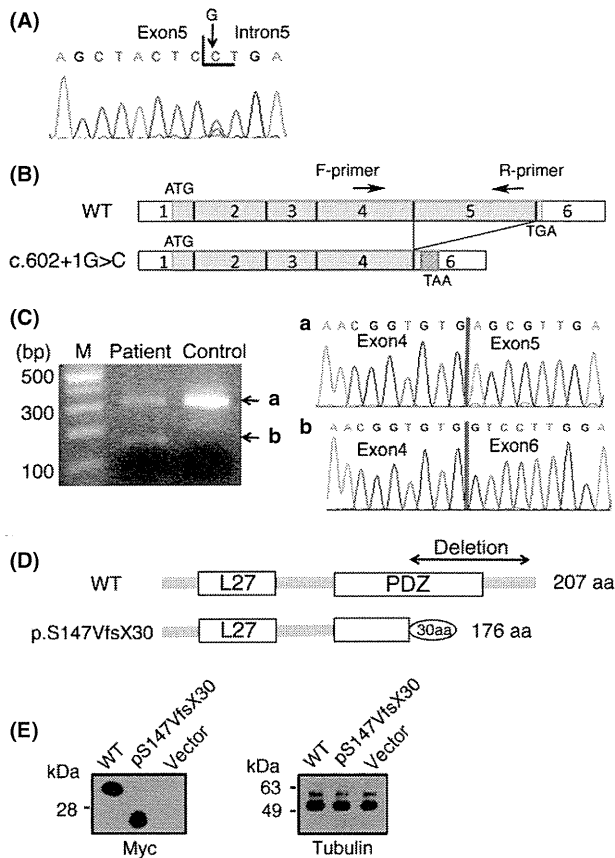 (A)
G
Exon5 Intron5
A G C T A C T C C T G A
(B)
F-primer R-primer
ATG
WT 1 2 3 4 5 6
TGA
ATG
c.602+1G>C 1 2 3 4 6
TAA
(C)
(bp) M Patient Control
500
300
100
a
b
a
A A C G G T G T G A G C G T T G A
Exon4 Exon5
b
A A C G G T G T G G T C C T T G G A
Exon4 Exon6
(D)
Deletion
WT L27 PDZ 207 aa
p.S147VfsX30 L27 30aa 176 aa
(E)
kDa WT pS147VfsX30 Vector
28
Myc
kDa WT pS147VfsX30 Vector
63
49
Tubulin